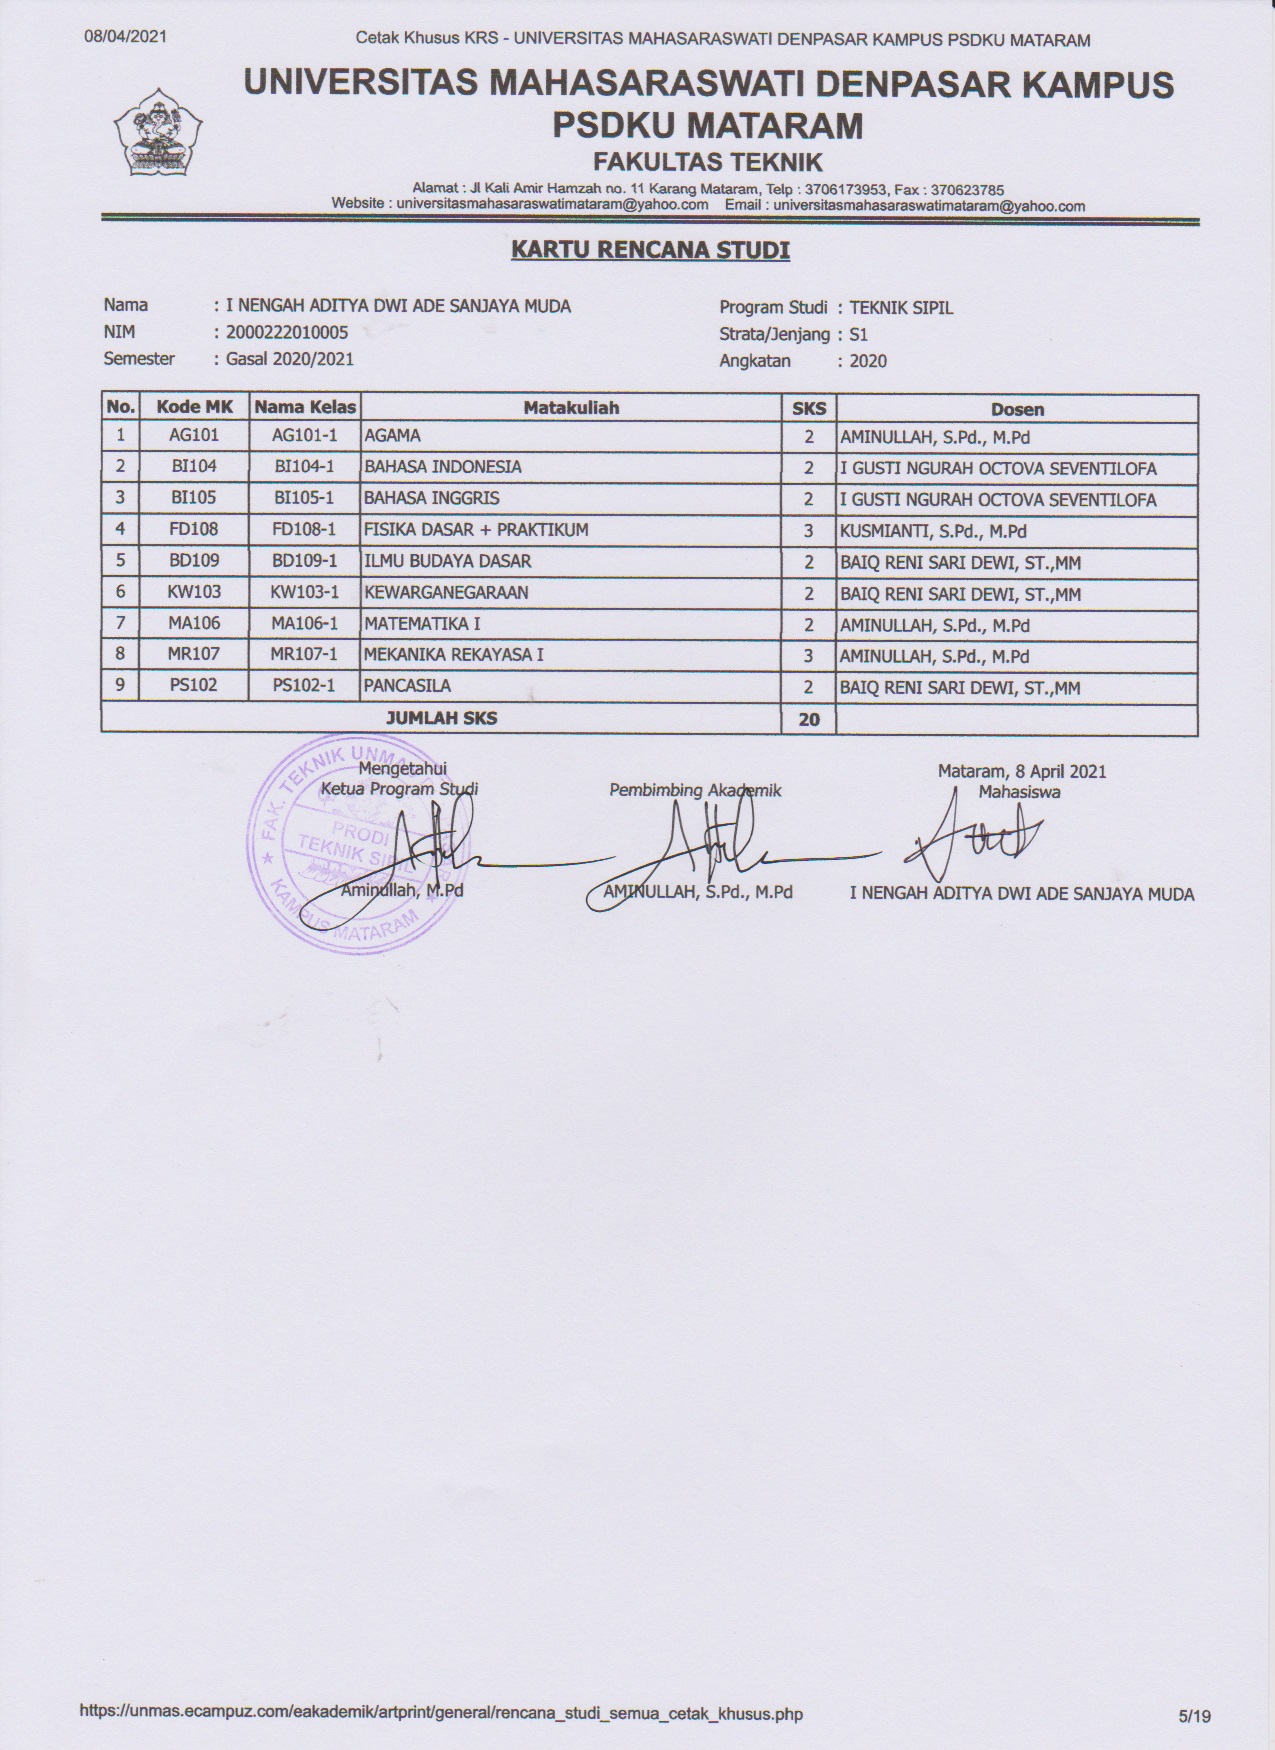 08/04/2021 Cetak Khusus KRS - UNIVERSITAS MAHASARASWATI DENPASAR KAMPUS PSDKU MATARAM
UNIVERSITAS MAHASARASWATI DENPASAR KAMPUS
PSDKU MATARAM
FAKULTAS TEKNIK
Alamat : Jl Kali Amir Hamzah no. 11 Karang Mataram, Telp : 3706173953, Fax : 370623785
Website : universitasmahasaraswatimataram@yahoo.com Email : universitasmahasaraswatimataram@yahoo.com
KARTU RENCANA STUDI
Nama : I NENGAH ADITYA DWI ADE SANJAYA MUDA Program Studi : TEKNIK SIPIL
NIM : 2000222010005 Strata/Jenjang : S1
Semester : Gasal 2020/2021 Angkatan : 2020
No. Kode MK Nama Kelas Matakuliah SKS Dosen
1 AG101 AG101-1 AGAMA 2 AMINULLAH, S.Pd., M.Pd
2 BI104 BI104-1 BAHASA INDONESIA 2 I GUSTI NGURAH OCTOVA SEVENTILOFA
3 BI105 BI105-1 BAHASA INGGRIS 2 I GUSTI NGURAH OCTOVA SEVENTILOFA
4 FD108 FD108-1 FISIKA DASAR + PRAKTIKUM 3 KUSMIANTI, S.Pd., M.Pd
5 BD109 BD109-1 ILMU BUDAYA DASAR 2 BAIQ RENI SARI DEWI, ST.,MM
6 KW103 KW103-1 KEWARGANEGARAAN 2 BAIQ RENI SARI DEWI, ST.,MM
7 MA106 MA106-1 MATEMATIKA I 2 AMINULLAH, S.Pd., M.Pd
8 MR107 MR107-1 MEKANIKA REKAYASA I 3 AMINULLAH, S.Pd., M.Pd
9 PS102 PS102-1 PANCASILA 2 BAIQ RENI SARI DEWI, ST.,MM
JUMLAH SKS 20
Mengetahui Mataram, 8 April 2021
Ketua Program Studi Pembimbing Akademik Mahasiswa
FAK. TEKNIK UNMAS
PRODI
TEKNIK SIPIL
KAMPUS MATARAM
Aminullah, M.Pd AMINULLAH, S.Pd., M.Pd I NENGAH ADITYA DWI ADE SANJAYA MUDA
https://unmas.ecampuz.com/eakademik/artprint/general/rencana_studi_semua_cetak_khusus.php 5/19